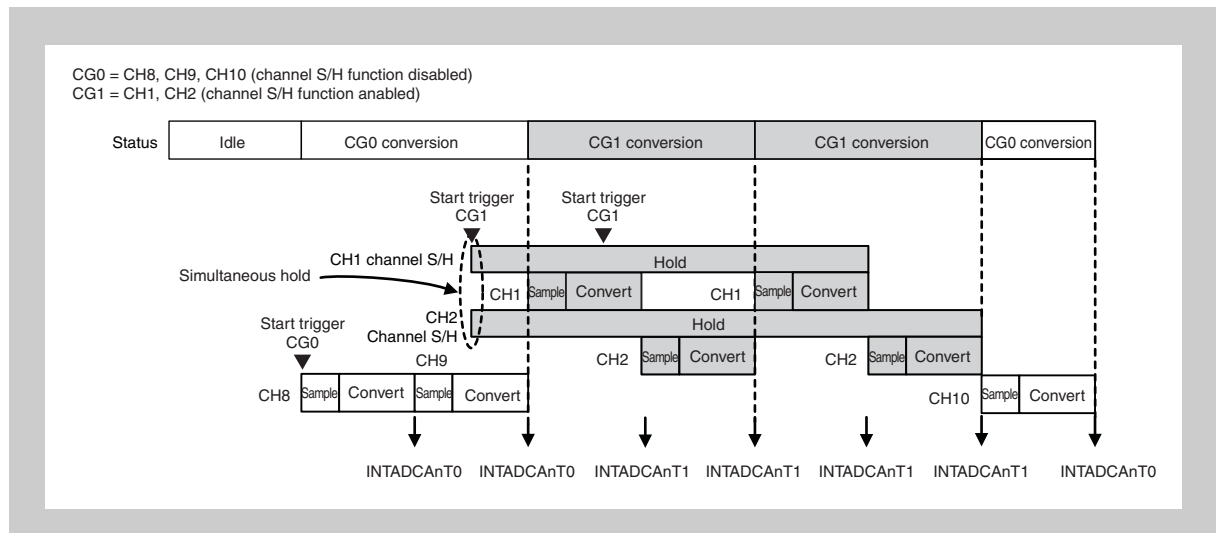 CG0 = CH8, CH9, CH10 (channel S/H function disabled)
CG1 = CH1, CH2 (channel S/H function anabled)
Status
Idle
CG0 conversion
CG1 conversion
CG1 conversion
CG0 conversion
Start trigger
CG1
Start trigger
CG1
CH1 channel S/H
Hold
Simultaneous hold
CH1
Sample
Convert
CH1
Sample
Convert
CH2
Channel S/H
Hold
Start trigger
CG0
CH9
CH2
Sample
Convert
CH2
Sample
Convert
CH8
Sample
Convert
Sample
Convert
CH10
Sample
Convert
INTADCAnT0
INTADCAnT0
INTADCAnT1
INTADCAnT1
INTADCAnT1
INTADCAnT1
INTADCAnT0